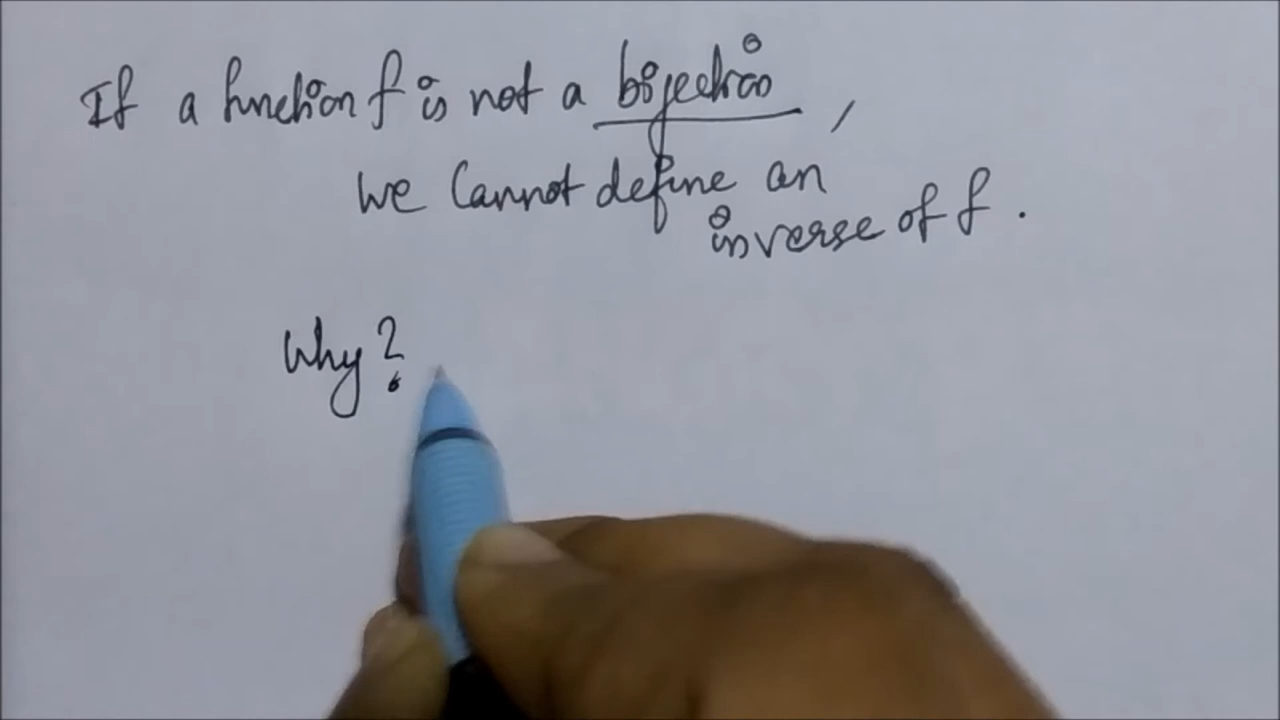 If a function f is not a bijection,
we cannot define an
inverse of f.
Why?